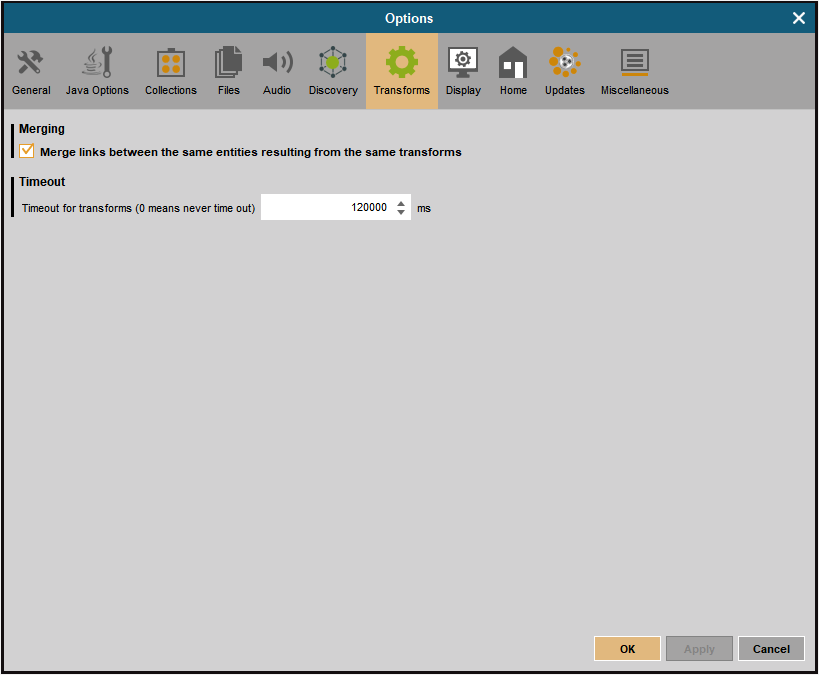 Options
General Java Options Collections Files Audio Discovery Transforms Display Home Updates Miscellaneous
Merging
Merge links between the same entities resulting from the same transforms
Timeout
Timeout for transforms (0 means never time out) 120000 ms
OK Apply Cancel